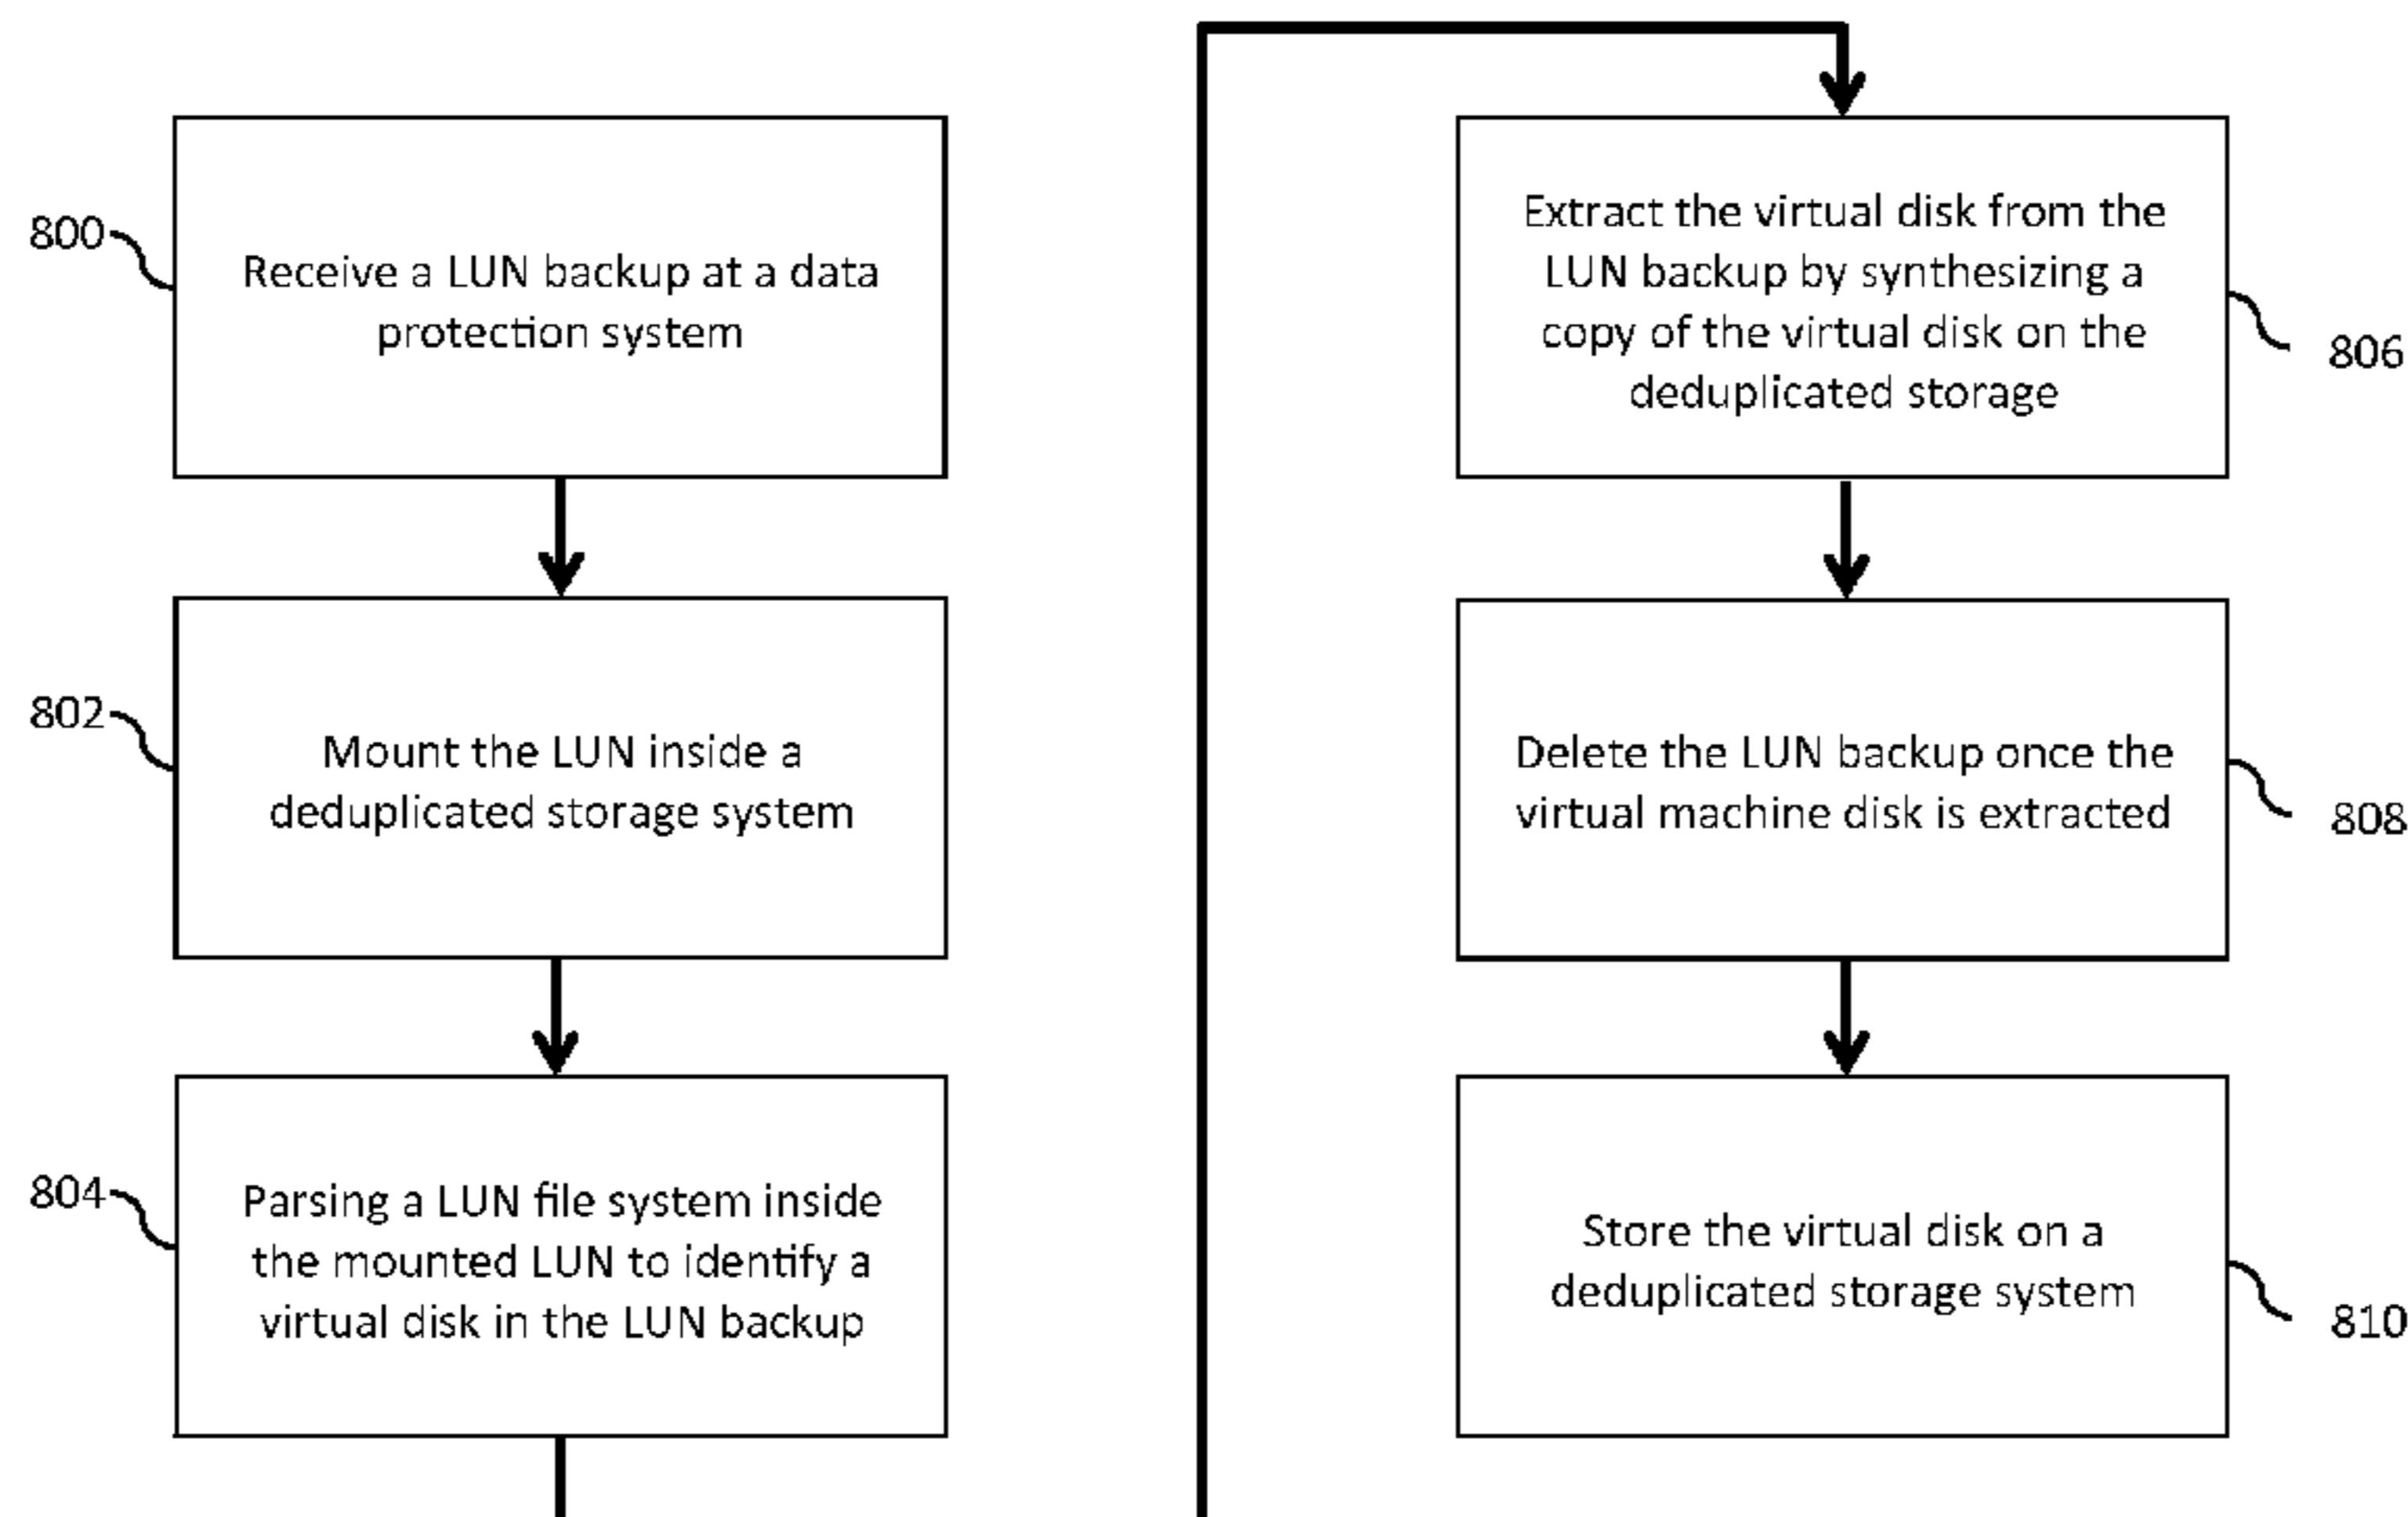 800
Receive a LUN backup at a data
protection system
802
Mount the LUN inside a
deduplicated storage system
804
Parsing a LUN file system inside
the mounted LUN to identify a
virtual disk in the LUN backup
Extract the virtual disk from the
LUN backup by synthesizing a
copy of the virtual disk on the
deduplicated storage
806
Delete the LUN backup once the
virtual machine disk is extracted
808
Store the virtual disk on a
deduplicated storage system
810